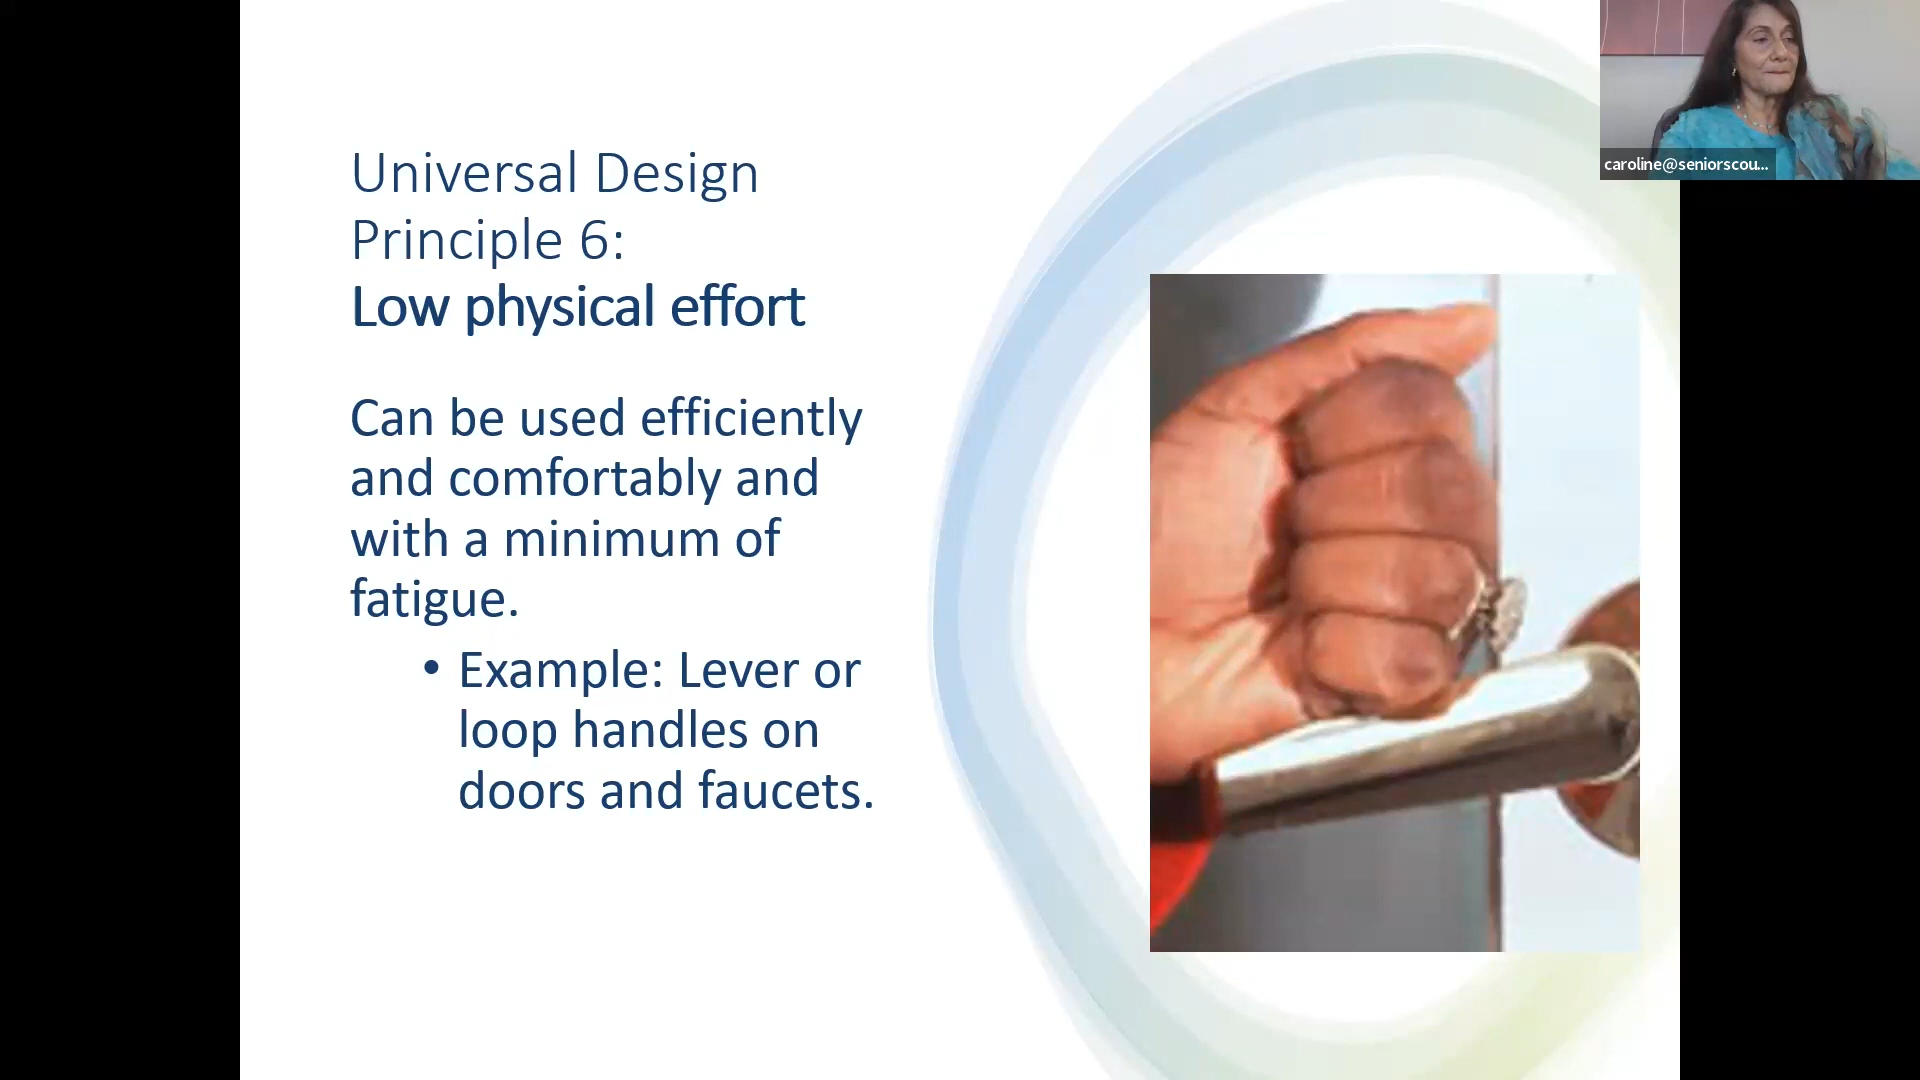 Universal Design
Principle 6:
Low physical effort
Can be used efficiently
and comfortably and
with a minimum of
fatigue.
• Example: Lever or
loop handles on
doors and faucets.
caroline@seniorscou...